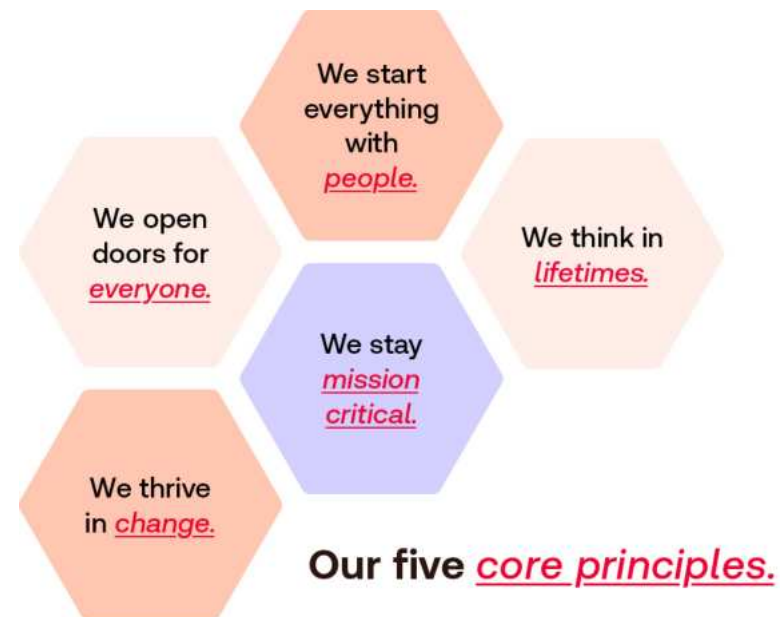 We start
everything
with
people.
We open
doors for
everyone.
We think in
lifetimes.
We stay
mission
critical.
We thrive
in change.
Our five core principles.